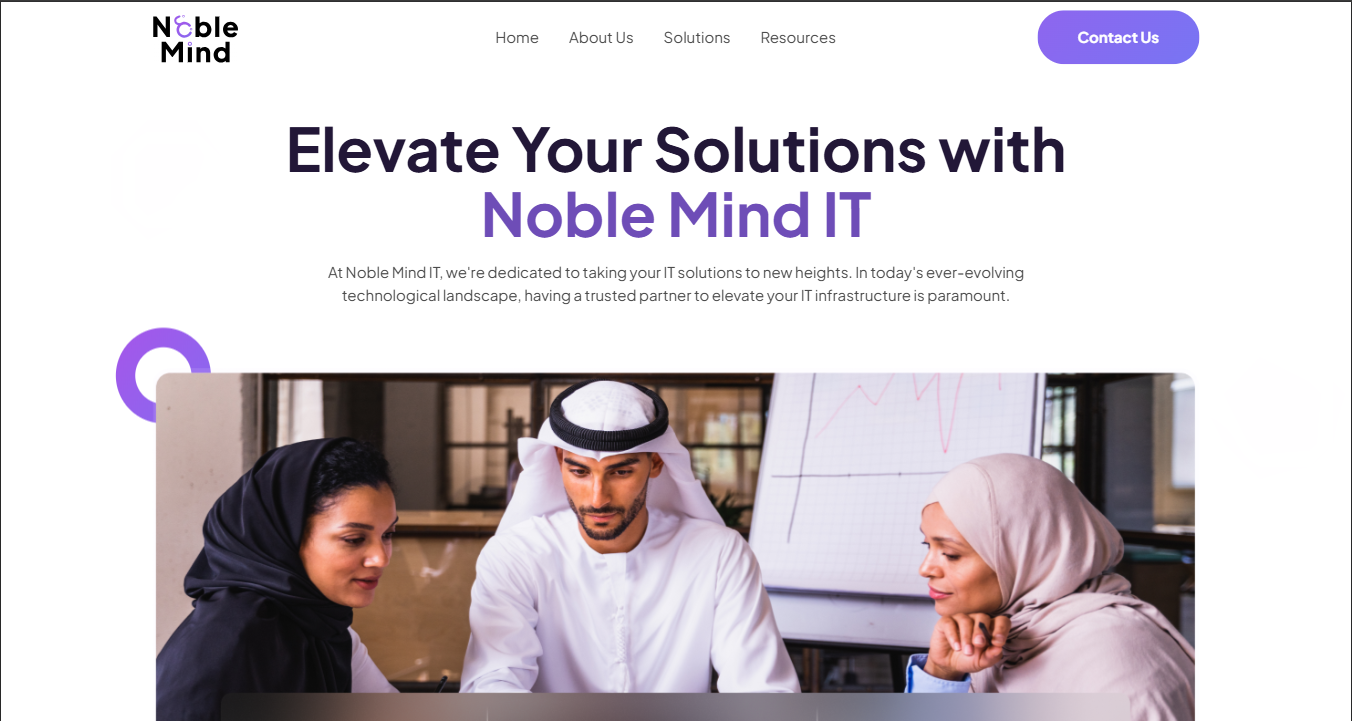 Noble
Mind
Home
About Us
Solutions
Resources
Contact Us
Elevate Your Solutions with
Noble Mind IT
At Noble Mind IT, we're dedicated to taking your IT solutions to new heights. In today's ever-evolving
technological landscape, having a trusted partner to elevate your IT infrastructure is paramount.